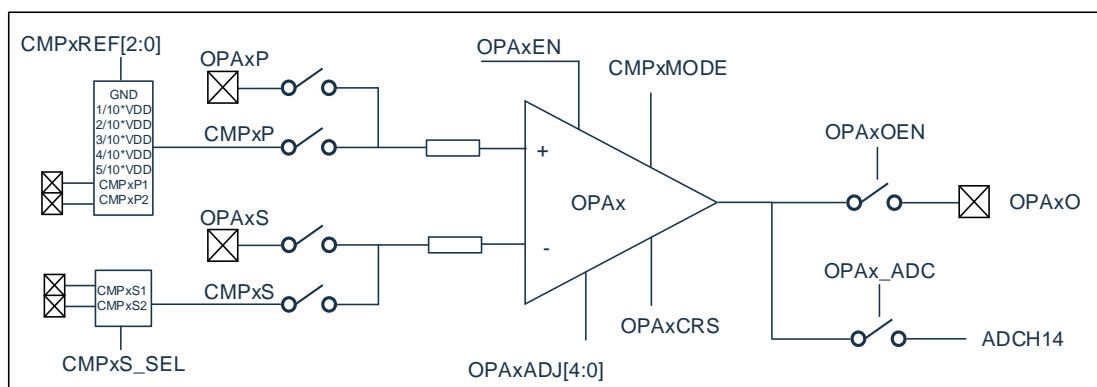 CMPxREF[2:0]
GND
1/10*VDD
2/10*VDD
3/10*VDD
4/10*VDD
5/10*VDD
CMPxP1
CMPxP2
OPAxP
CMPxP
OPAxS
CMPxS
CMPxS1
CMPxS2
CMPxS_SEL
OPAxEN
CMPxMODE
+
OPAx
-
OPAxCRS
OPAxADJ[4:0]
OPAxOEN
OPAxO
OPAx_ADC
ADCH14